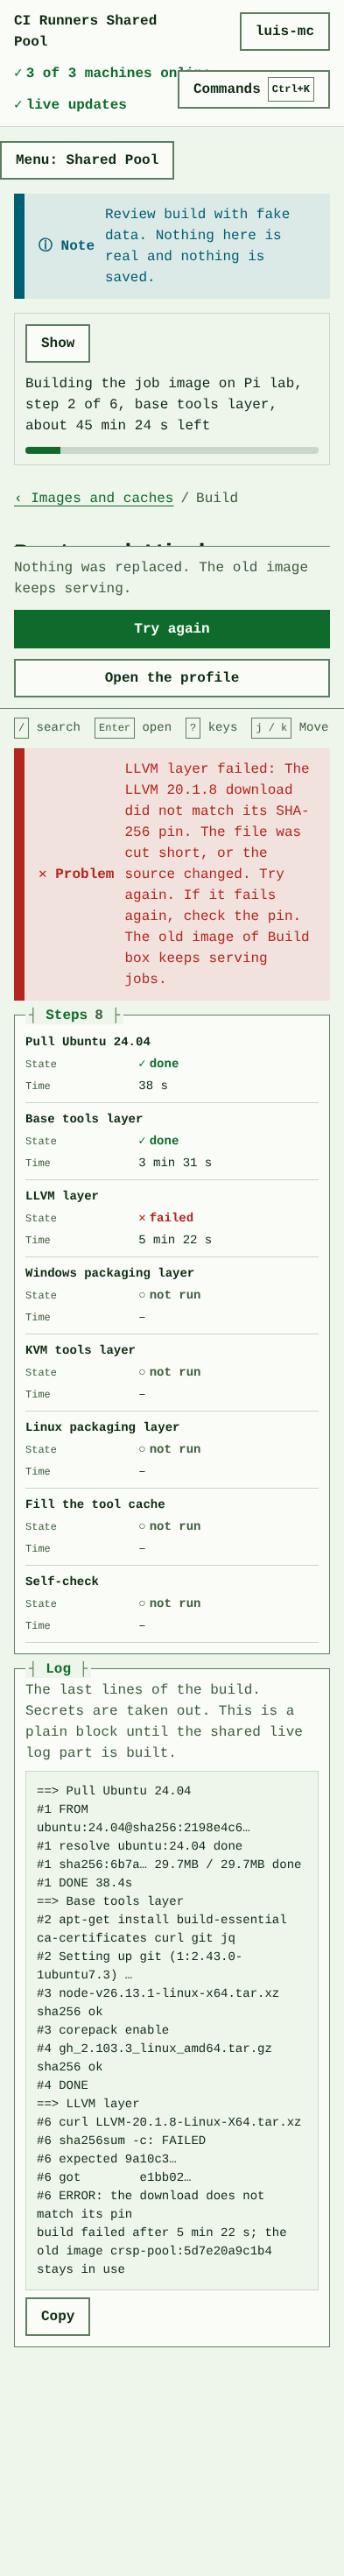 CI Runners Shared
Pool
luis-mc
✓ 3 of 3 machines
✓ live updates
Commands Ctrl+K
Menu: Shared Pool
ⓘ Note
Review build with fake
data. Nothing here is
real and nothing is
saved.
Show
Building the job image on Pi lab,
step 2 of 6, base tools layer,
about 45 min 24 s left
‹ Images and caches / Build
Nothing was replaced. The old image
keeps serving.
Try again
Open the profile
/ search Enter open ? keys j / k Move
× Problem
LLVM layer failed: The
LLVM 20.1.8 download
did not match its SHA-
256 pin. The file was
cut short, or the
source changed. Try
again. If it fails
again, check the pin.
The old image of Build
box keeps serving
jobs.
Steps 8
Pull Ubuntu 24.04
State ✓ done
Time 38 s
Base tools layer
State ✓ done
Time 3 min 31 s
LLVM layer
State × failed
Time 5 min 22 s
Windows packaging layer
State ○ not run
Time –
KVM tools layer
State ○ not run
Time –
Linux packaging layer
State ○ not run
Time –
Fill the tool cache
State ○ not run
Time –
Self-check
State ○ not run
Time –
Log
The last lines of the build.
Secrets are taken out. This is a
plain block until the shared live
log part is built.
==> Pull Ubuntu 24.04
#1 FROM
ubuntu:24.04@sha256:2198e4c6…
#1 resolve ubuntu:24.04 done
#1 sha256:6b7a… 29.7MB / 29.7MB done
#1 DONE 38.4s
==> Base tools layer
#2 apt-get install build-essential
ca-certificates curl git jq
#2 Setting up git (1:2.43.0-
1ubuntu7.3) …
#3 node-v26.13.1-linux-x64.tar.xz
sha256 ok
#3 corepack enable
#4 gh_2.103.3_linux_amd64.tar.gz
sha256 ok
#4 DONE
==> LLVM layer
#6 curl LLVM-20.1.8-Linux-X64.tar.xz
#6 sha256sum -c: FAILED
#6 expected 9a10c3…
#6 got e1bb02…
#6 ERROR: the download does not
match its pin
build failed after 5 min 22 s; the
old image crsp-pool:5d7e20a9c1b4
stays in use
Copy